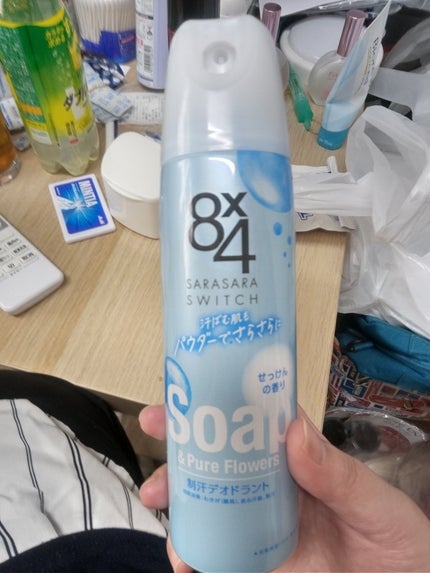 8x4
SARASARA
SWITCH
汗ばむ肌も
パウダーでさらさらに
せっけん
の香り
Soap
& Pure Flowers
制汗デオドラント
MINTIA